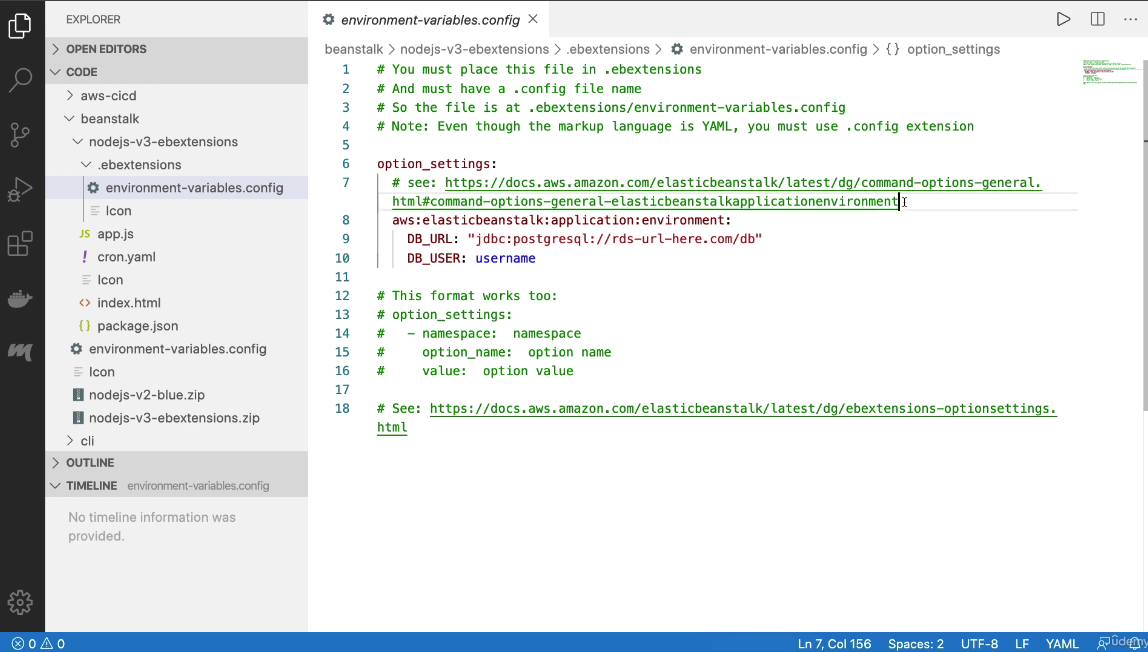 EXPLORER
OPEN EDITORS
CODE
aws-cicd
beanstalk
nodejs-v3-ebextensions
.ebextensions
environment-variables.config
Icon
JS app.js
! cron.yaml
Icon
<> index.html
{} package.json
environment-variables.config
Icon
nodejs-v2-blue.zip
nodejs-v3-ebextensions.zip
cli
OUTLINE
TIMELINE environment-variables.config
No timeline information was
provided.
environment-variables.config
beanstalk > nodejs-v3-ebextensions > .ebextensions > environment-variables.config > {} option_settings
1 # You must place this file in .ebextensions
2 # And must have a .config file name
3 # So the file is at .ebextensions/environment-variables.config
4 # Note: Even though the markup language is YAML, you must use .config extension
5
6 option_settings:
7 # see: https://docs.aws.amazon.com/elasticbeanstalk/latest/dg/command-options-general.
html#command-options-general-elasticbeanstalkapplicationenvironment
8 aws:elasticbeanstalk:application:environment:
9 DB_URL: "jdbc:postgresql://rds-url-here.com/db"
10 DB_USER: username
11
12 # This format works too:
13 # option_settings:
14 # - namespace: namespace
15 # option_name: option name
16 # value: option value
17
18 # See: https://docs.aws.amazon.com/elasticbeanstalk/latest/dg/ebextensions-optionsettings.
html
0 0
Ln 7, Col 156 Spaces: 2 UTF-8 LF YAML
ûdemy